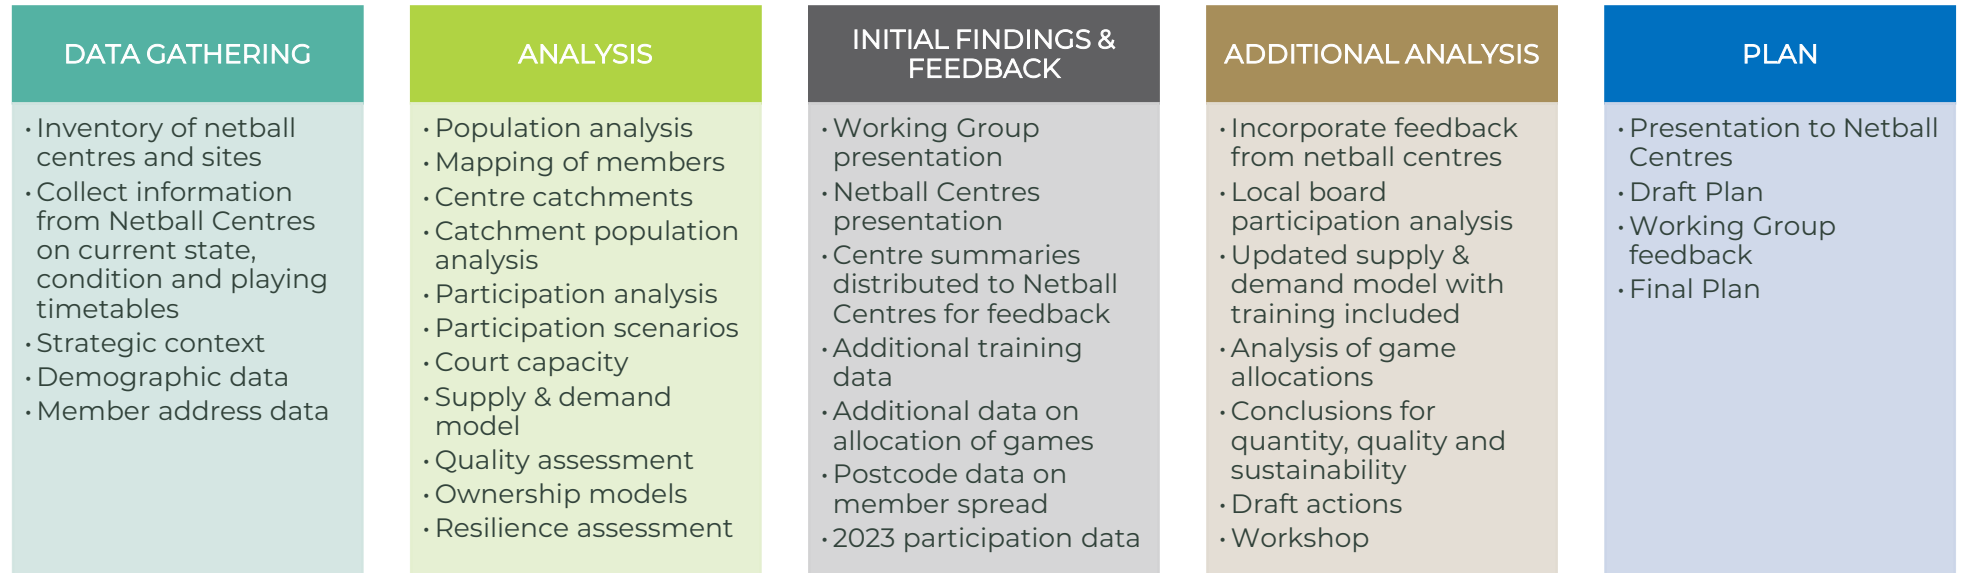 DATA GATHERING
· Inventory of netball
centres and sites
· Collect information
from Netball Centres
on current state,
condition and playing
timetables
· Strategic context
· Demographic data
· Member address data
ANALYSIS
· Population analysis
· Mapping of members
· Centre catchments
· Catchment population
analysis
· Participation analysis
· Participation scenarios
· Court capacity
· Supply & demand
model
· Quality assessment
· Ownership models
· Resilience assessment
INITIAL FINDINGS &
FEEDBACK
· Working Group
presentation
· Netball Centres
presentation
· Centre summaries
distributed to Netball
Centres for feedback
· Additional training
data
· Additional data on
allocation of games
· Postcode data on
member spread
· 2023 participation data
ADDITIONAL ANALYSIS
· Incorporate feedback
from netball centres
· Local board
participation analysis
· Updated supply &
demand model with
training included
· Analysis of game
allocations
· Conclusions for
quantity, quality and
sustainability
· Draft actions
· Workshop
PLAN
· Presentation to Netball
Centres
· Draft Plan
· Working Group
feedback
· Final Plan